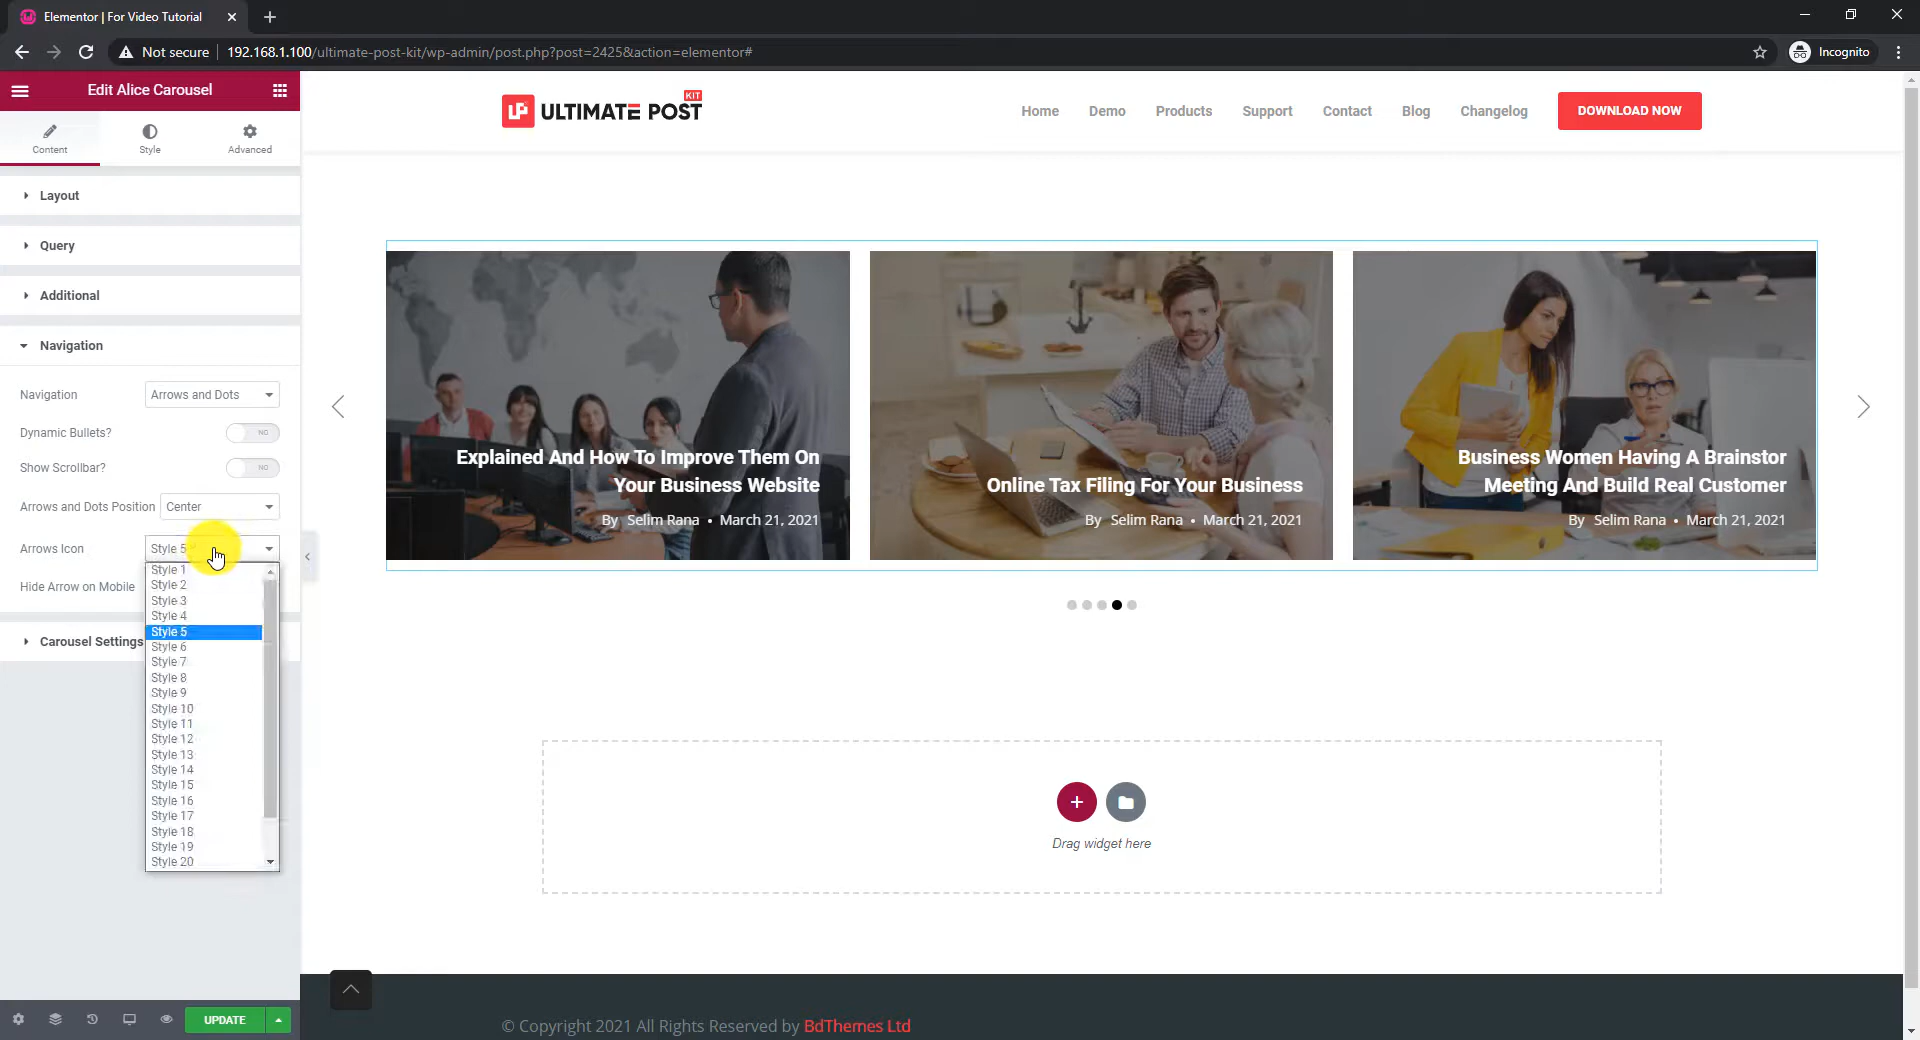 Elementor | For Video Tutorial
Not secure
192.168.1.100/ultimate-post-kit/wp-admin/post.php?post=2425&action=elementor#
Incognito
Edit Alice Carousel
Content
Style
Advanced
Layout
Query
Additional
Navigation
Navigation
Arrows and Dots
Dynamic Bullets?
NO
Show Scrollbar?
NO
Arrows and Dots Position
Center
Arrows Icon
Style 5
Hide Arrow on Mobile
Carousel Settings
Style 1
Style 2
Style 3
Style 4
Style 5
Style 6
Style 7
Style 8
Style 9
Style 10
Style 11
Style 12
Style 13
Style 14
Style 15
Style 16
Style 17
Style 18
Style 19
Style 20
UPDATE
ULTIMATE POST
KIT
Home
Demo
Products
Support
Contact
Blog
Changelog
DOWNLOAD NOW
Explained And How To Improve Them On
Your Business Website
By Selim Rana • March 21, 2021
Online Tax Filing For Your Business
By Selim Rana • March 21, 2021
Business Women Having A Brainstor
Meeting And Build Real Customer
By Selim Rana • March 21, 2021
Drag widget here
© Copyright 2021 All Rights Reserved by BdThemes Ltd